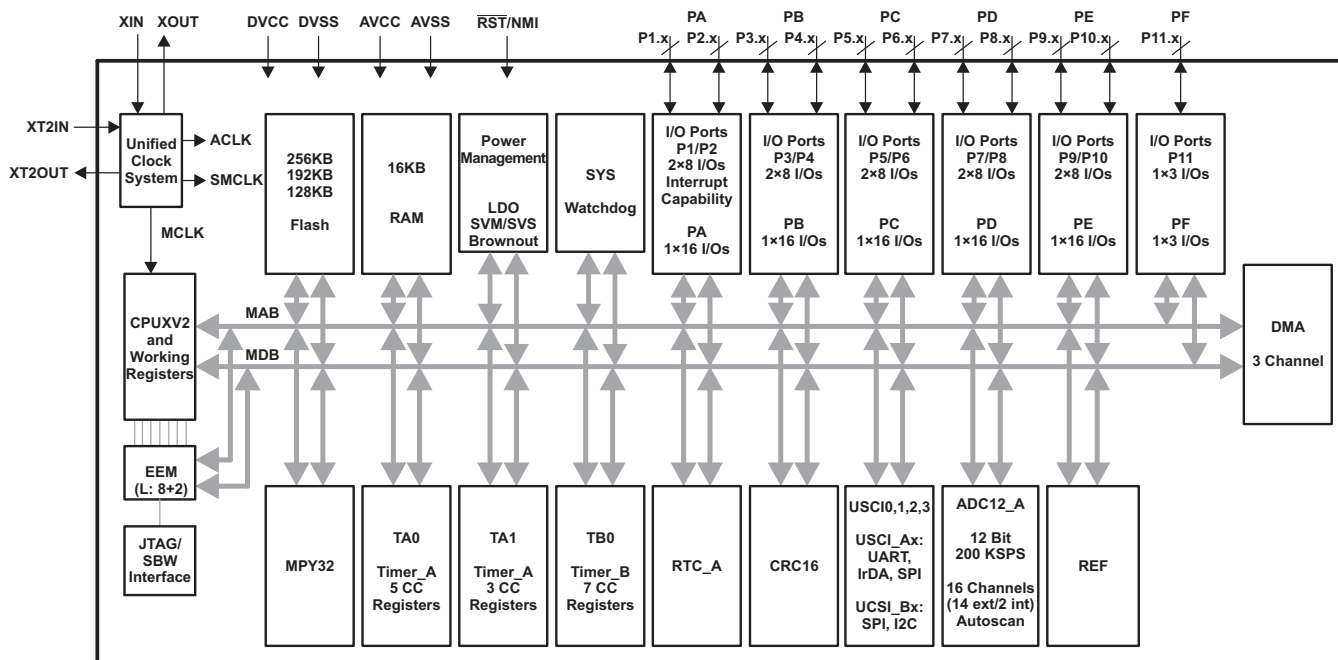 XIN XOUT DVCC DVSS AVCC AVSS RST/NMI
PA PB PC PD PE PF
P1.x P2.x P3.x P4.x P5.x P6.x P7.x P8.x P9.x P10.x P11.x
XT2IN
XT2OUT
Unified
Clock
System
ACLK
SMCLK
MCLK
256KB
192KB
128KB
Flash
16KB
RAM
Power
Management
LDO
SVM/SVS
Brownout
SYS
Watchdog
I/O Ports
P1/P2
2×8 I/Os
Interrupt
Capability
PA
1×16 I/Os
I/O Ports
P3/P4
2×8 I/Os
PB
1×16 I/Os
I/O Ports
P5/P6
2×8 I/Os
PC
1×16 I/Os
I/O Ports
P7/P8
2×8 I/Os
PD
1×16 I/Os
I/O Ports
P9/P10
2×8 I/Os
PE
1×16 I/Os
I/O Ports
P11
1×3 I/Os
PF
1×3 I/Os
CPUXV2
and
Working
Registers
MAB
MDB
DMA
3 Channel
EEM
(L: 8+2)
JTAG/
SBW
Interface
MPY32
TA0
Timer_A
5 CC
Registers
TA1
Timer_A
3 CC
Registers
TB0
Timer_B
7 CC
Registers
RTC_A
CRC16
USCI0,1,2,3
USCI_Ax:
UART,
IrDA, SPI
UCSI_Bx:
SPI, I2C
ADC12_A
12 Bit
200 KSPS
16 Channels
(14 ext/2 int)
Autoscan
REF